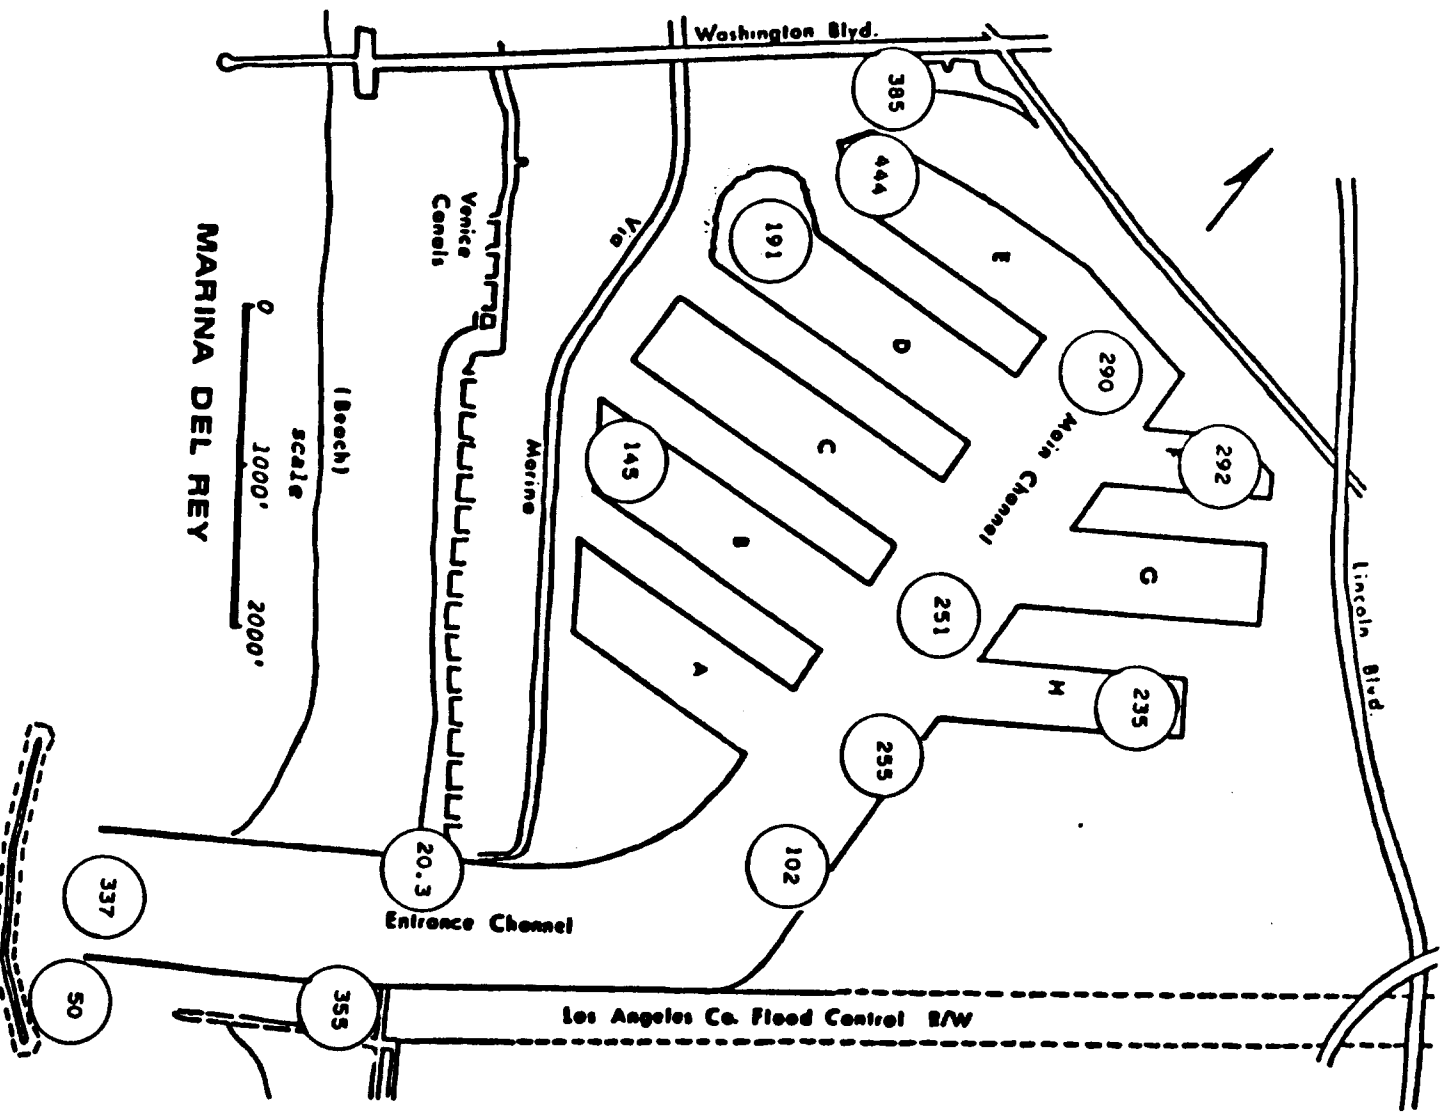 Washington Blvd.
385
444
191
E
Venice
Canals
Via
D
290
Main Channel
F
292
C
145
Marina
B
G
251
Lincoln Blvd.
A
H
235
255
102
20.3
Entrance Channel
337
50
355
Los Angeles Co. Flood Control R/W
(Beach)
scale
0
1000'
2000'
MARINA DEL REY